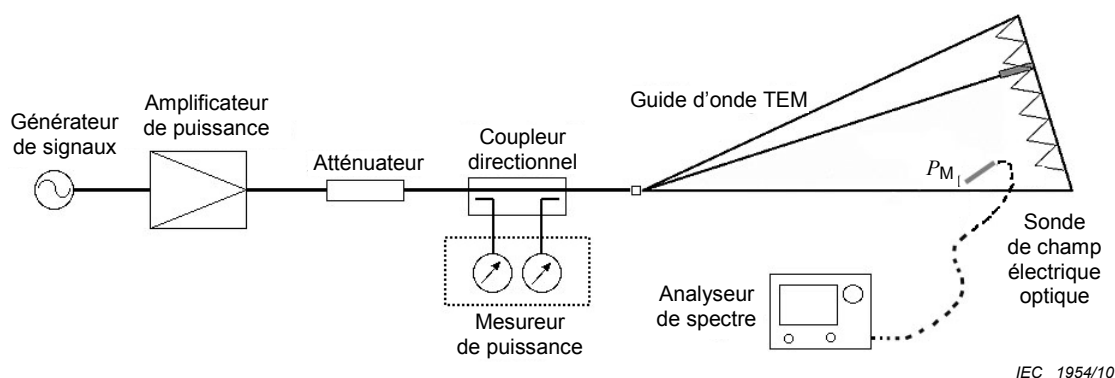 Générateur
de signaux
Amplificateur
de puissance
Atténuateur
Coupleur
directionnel
Mesureur
de puissance
Guide d'onde TEM
PM
Sonde
de champ
électrique
optique
Analyseur
de spectre
IEC 1954/10